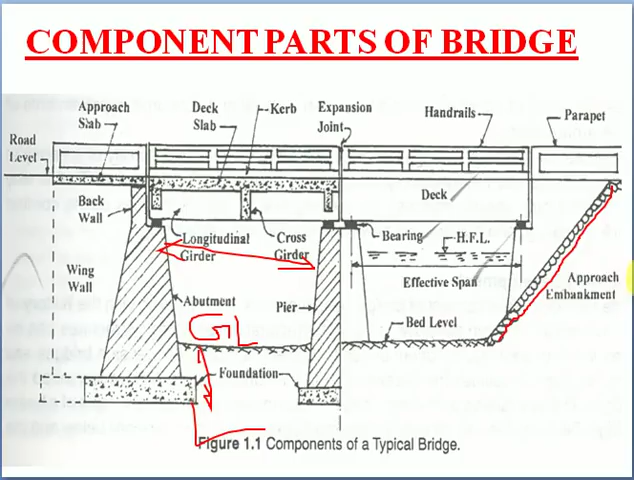 COMPONENT PARTS OF BRIDGE
Approach
Slab
Deck
Slab
Kerb
Expansion
Joint
Handrails
Parapet
Road
Level
Back
Wall
Deck
Longitudinal
Girder
Cross
Girder
Bearing
H.F.L.
Wing
Wall
Effective Span
Approach
Embankment
Abutment
Pier
GL
Bed Level
Foundation
Figure 1.1 Components of a Typical Bridge.